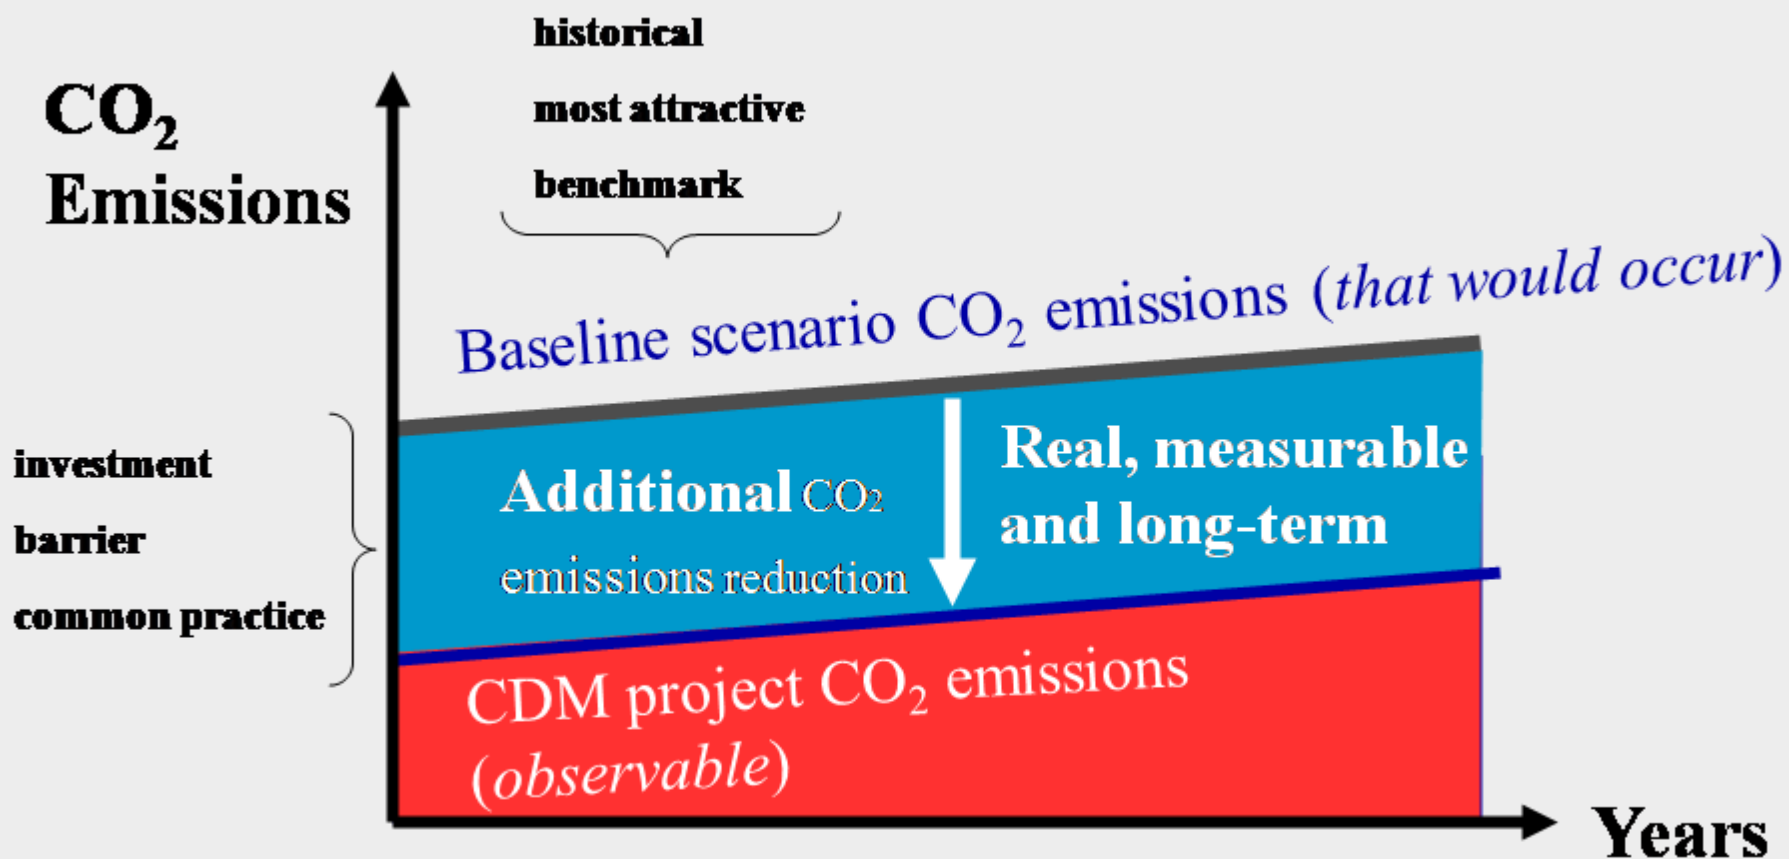 historical
most attractive
benchmark
CO₂
Emissions
Baseline scenario CO₂ emissions (that would occur)
investment
barrier
common practice
Additional CO₂
emissions reduction
Real, measurable
and long-term
CDM project CO₂ emissions
(observable)
Years